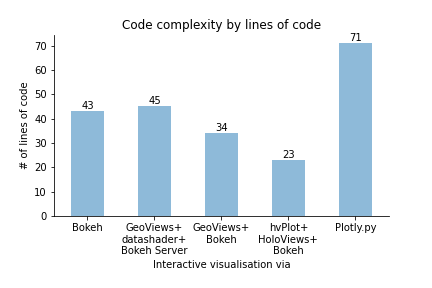 Code complexity by lines of code
# of lines of code
70
60
50
40
30
20
10
0
43
45
34
23
71
Bokeh
GeoViews+
datashader+
Bokeh Server
GeoViews+
Bokeh
hvPlot+
HoloViews+
Bokeh
Plotly.py
Interactive visualisation via